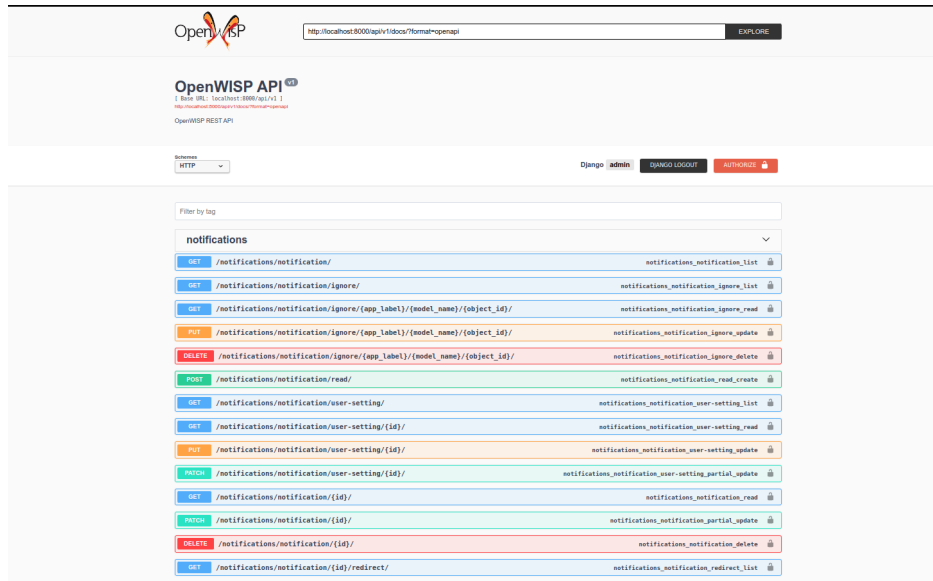 OpenWISP
http://localhost:8000/api/v1/docs/?format=openapi
EXPLORE
OpenWISP API v1
[ Base URL: localhost:8000/api/v1 ]
http://localhost:8000/api/v1/docs/?format=openapi
OpenWISP REST API
Schemes
HTTP
Django admin DJANGO LOGOUT AUTHORIZE
Filter by tag
notifications
GET /notifications/notification/ notifications_notification_list
GET /notifications/notification/ignore/ notifications_notification_ignore_list
GET /notifications/notification/ignore/{app_label}/{model_name}/{object_id}/ notifications_notification_ignore_read
PUT /notifications/notification/ignore/{app_label}/{model_name}/{object_id}/ notifications_notification_ignore_update
DELETE /notifications/notification/ignore/{app_label}/{model_name}/{object_id}/ notifications_notification_ignore_delete
POST /notifications/notification/read/ notifications_notification_read_create
GET /notifications/notification/user-setting/ notifications_notification_user-setting_list
GET /notifications/notification/user-setting/{id}/ notifications_notification_user-setting_read
PUT /notifications/notification/user-setting/{id}/ notifications_notification_user-setting_update
PATCH /notifications/notification/user-setting/{id}/ notifications_notification_user-setting_partial_update
GET /notifications/notification/{id}/ notifications_notification_read
PATCH /notifications/notification/{id}/ notifications_notification_partial_update
DELETE /notifications/notification/{id}/ notifications_notification_delete
GET /notifications/notification/{id}/redirect/ notifications_notification_redirect_list